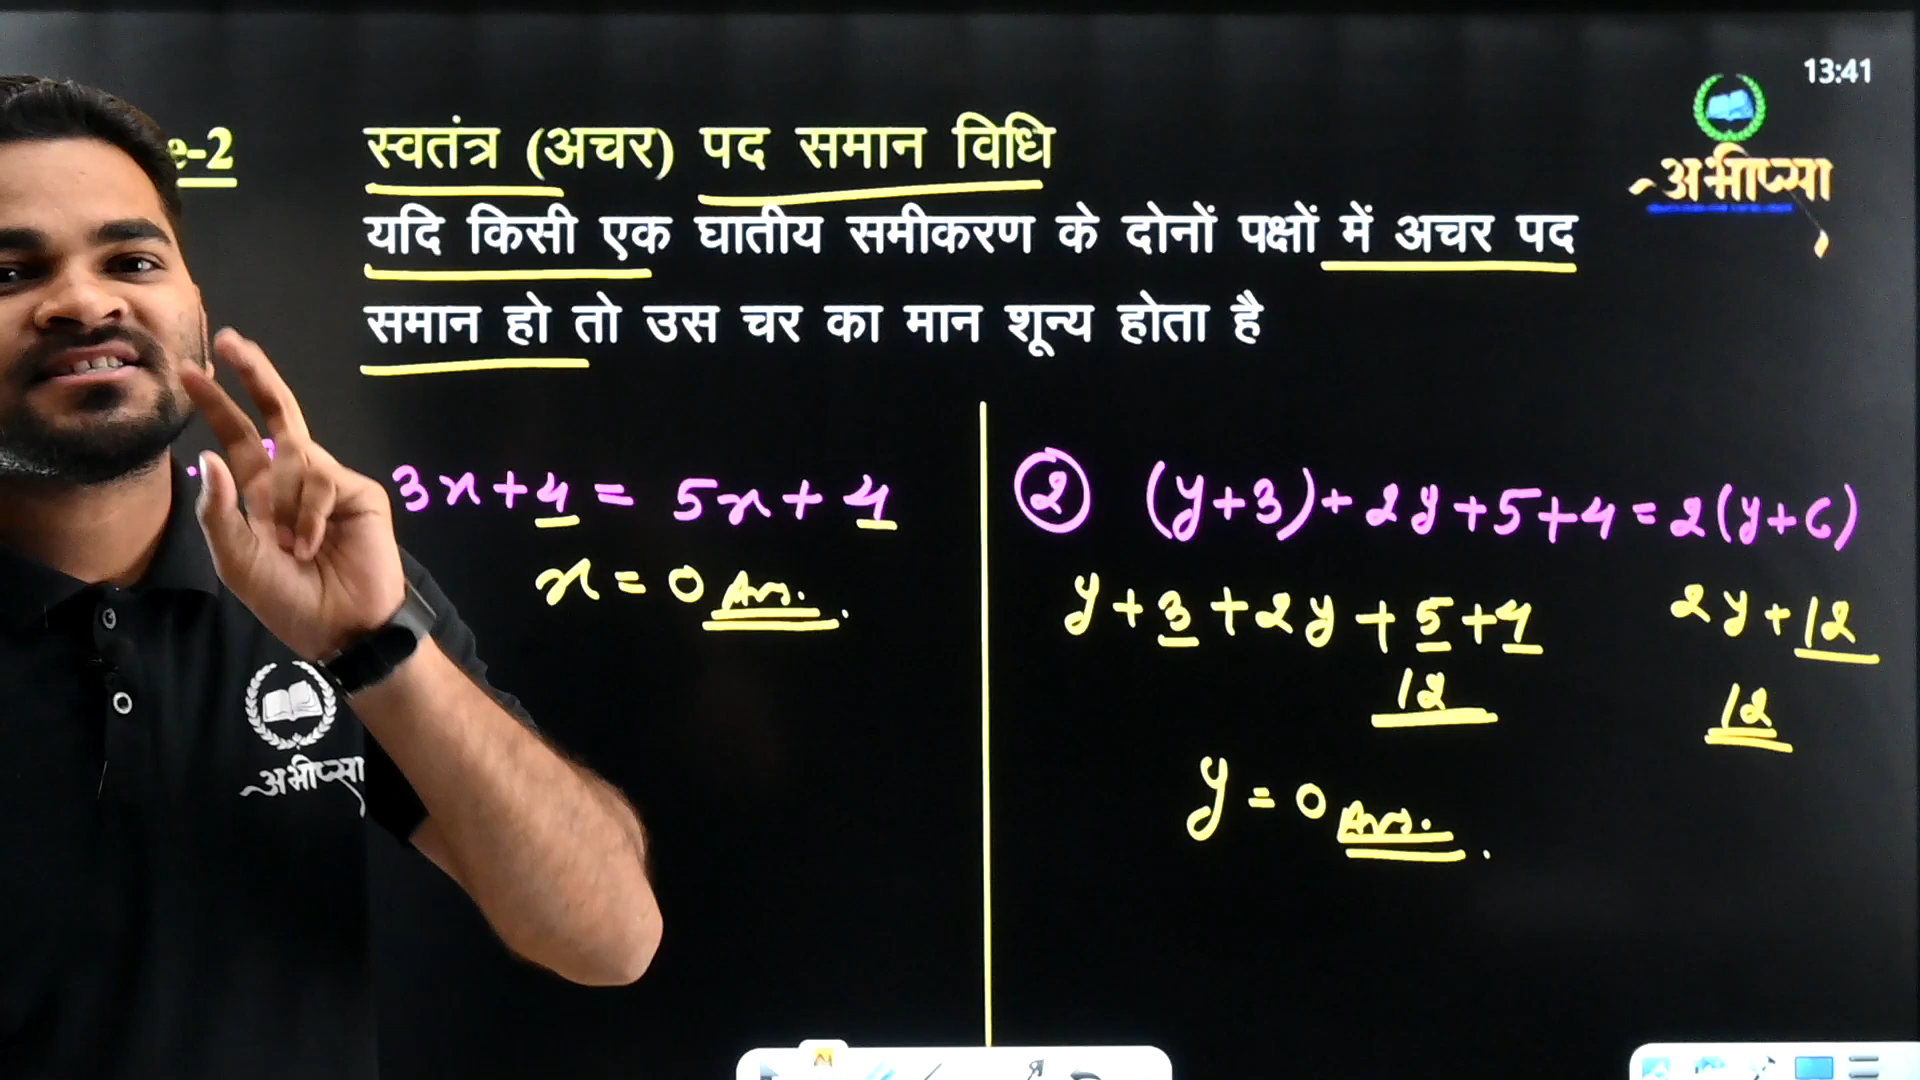 13:41
e-2 स्वतंत्र (अचर) पद समान विधि
अभीप्सा
यदि किसी एक घातीय समीकरण के दोनों पक्षों में अचर पद
समान हो तो उस चर का मान शून्य होता है
3x+4 = 5x+4
x = 0 Ans.
② (y+3)+2y+5+4=2(y+6)
y+3+2y+5+4 2y+12
12 12
y = 0 Ans.
अभीप्सा